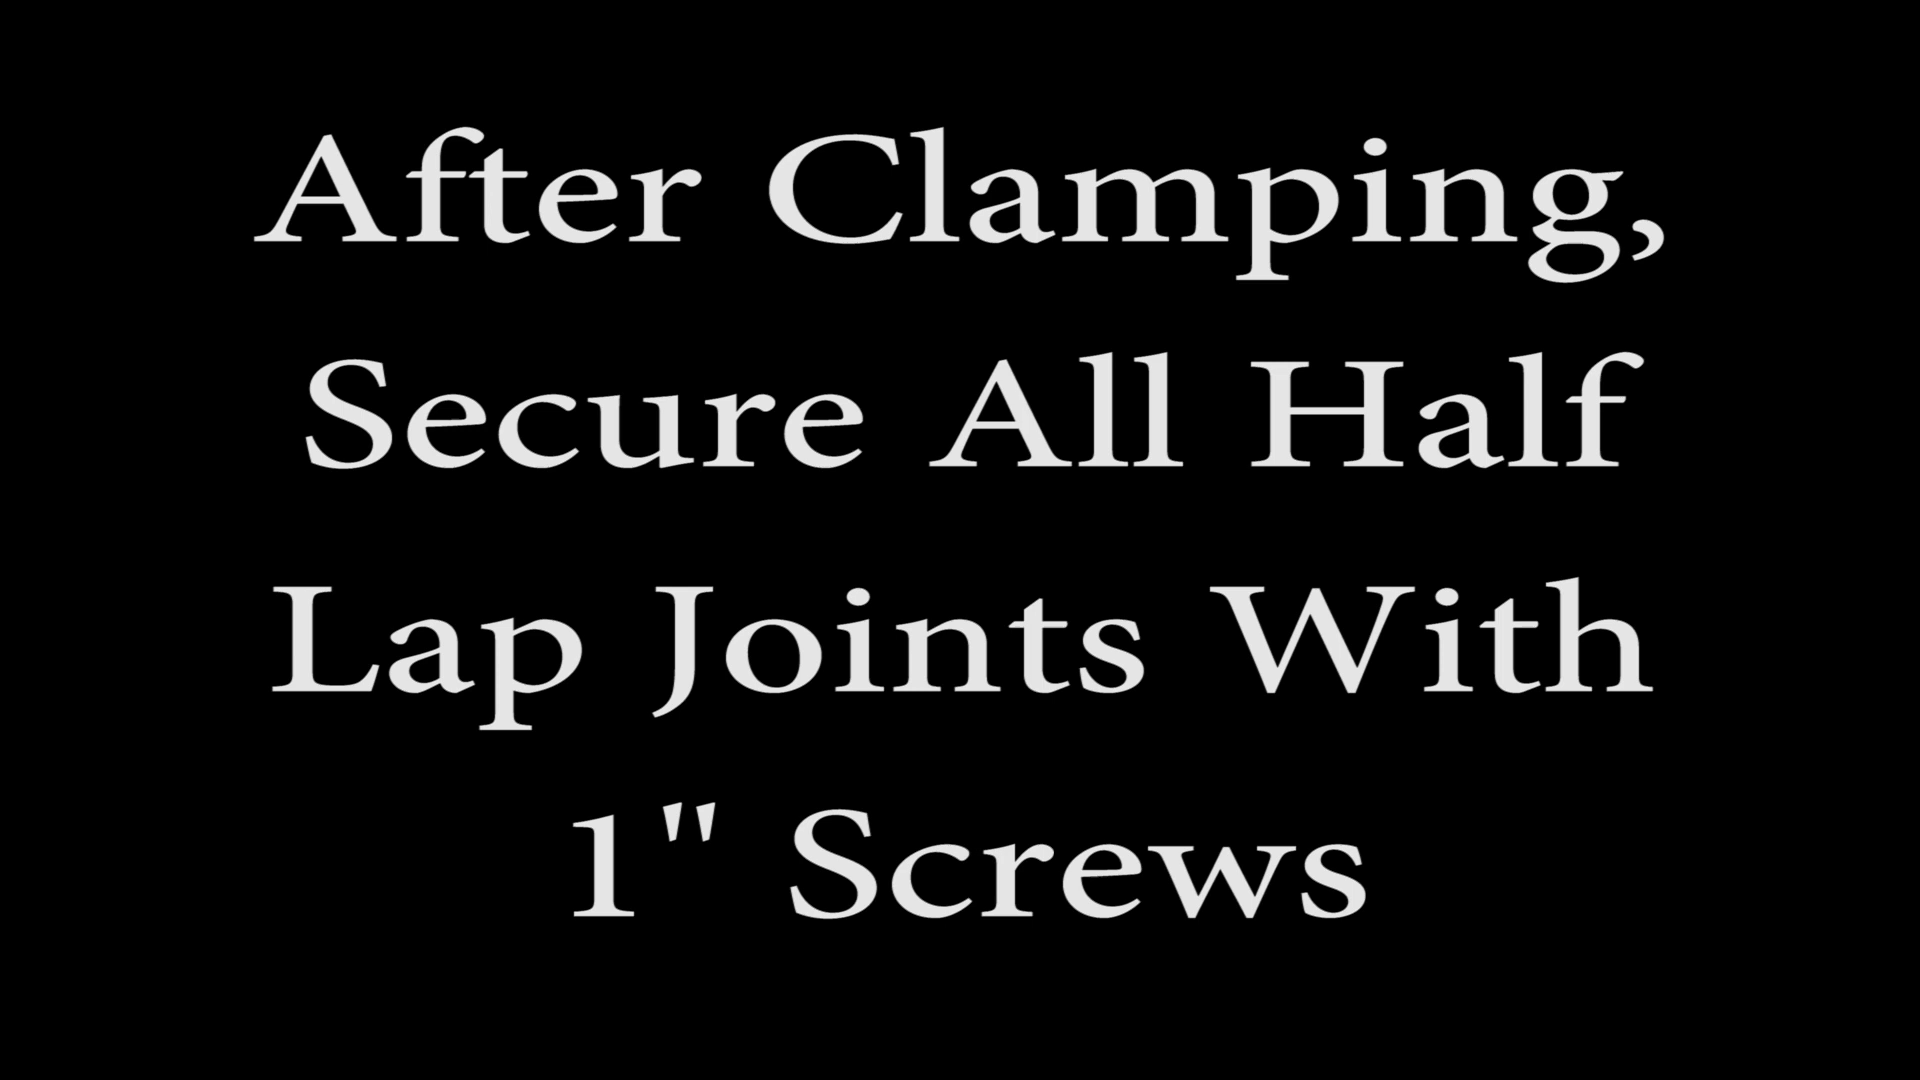 After Clamping,
Secure All Half
Lap Joints With
1" Screws